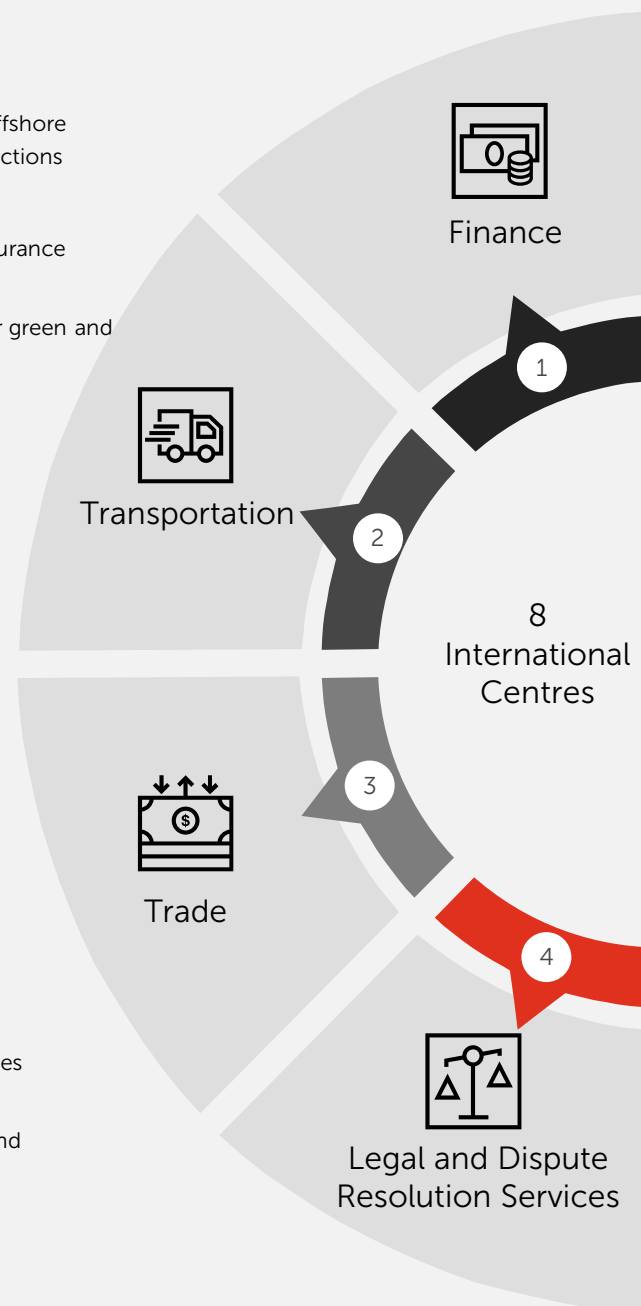 ffshore
ctions
urance
r green and
Finance
1
Transportation
2
8
International
Centres
3
$
Trade
4
es
nd
Legal and Dispute
Resolution Services